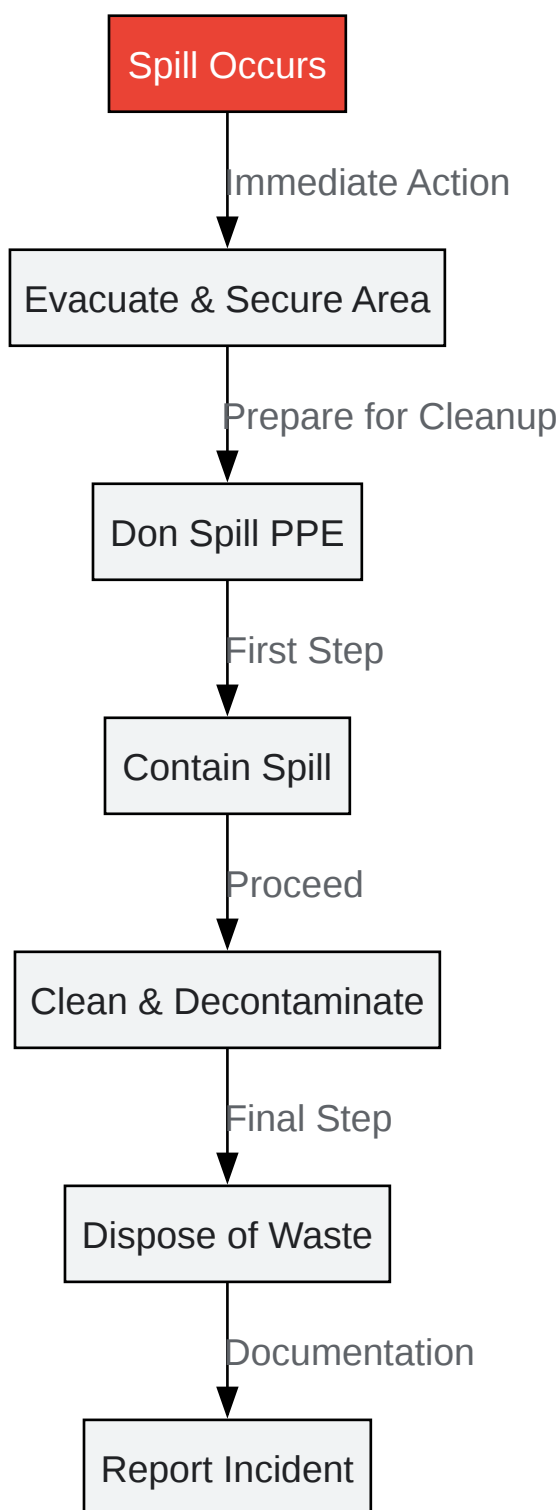 Spill Occurs
Immediate Action
Evacuate & Secure Area
Prepare for Cleanup
Don Spill PPE
First Step
Contain Spill
Proceed
Clean & Decontaminate
Final Step
Dispose of Waste
Documentation
Report Incident